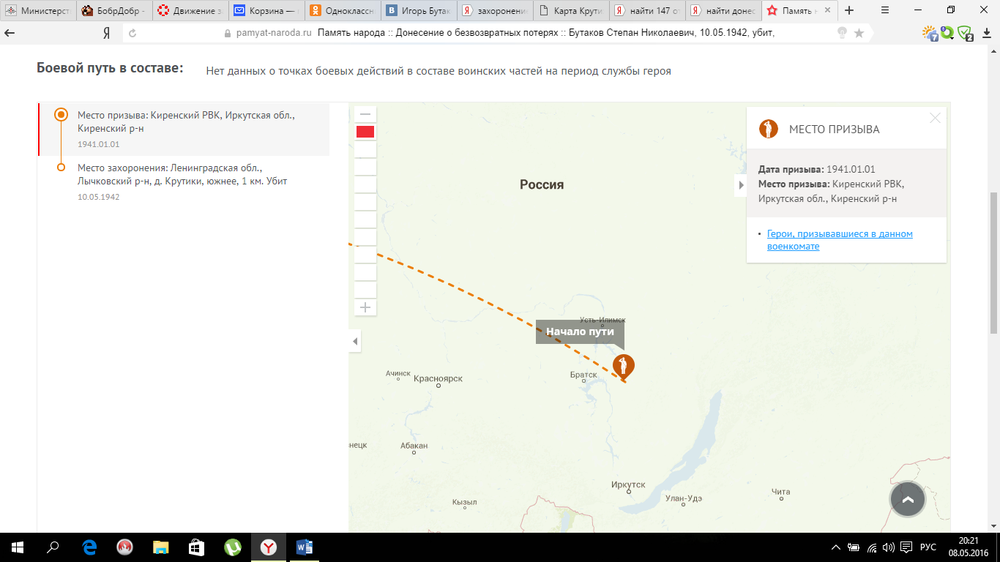 Министерст
БобрДобр -
Движение за
Корзина —
Одноклассн
Игорь Бутак
захоронение
Карта Крути
найти 147 от
найти донес
Память н
pamyat-naroda.ru Память народа :: Донесение о безвозвратных потерях :: Бутаков Степан Николаевич, 10.05.1942, убит,
7
2
Боевой путь в составе:
Нет данных о точках боевых действий в составе воинских частей на период службы героя
Место призыва: Киренский РВК, Иркутская обл.,
Киренский р-н
1941.01.01
Место захоронения: Ленинградская обл.,
Лычковский р-н, д. Крутики, южнее, 1 км. Убит
10.05.1942
МЕСТО ПРИЗЫВА
Дата призыва: 1941.01.01
Место призыва: Киренский РВК,
Иркутская обл., Киренский р-н
Герои, призывавшиеся в данном
военкомате
Россия
Усть-Илимск
Начало пути
Ачинск
Красноярск
Братск
нецк
Абакан
Иркутск
Улан-Удэ
Чита
Кызыл
РУС
20:21
08.05.2016